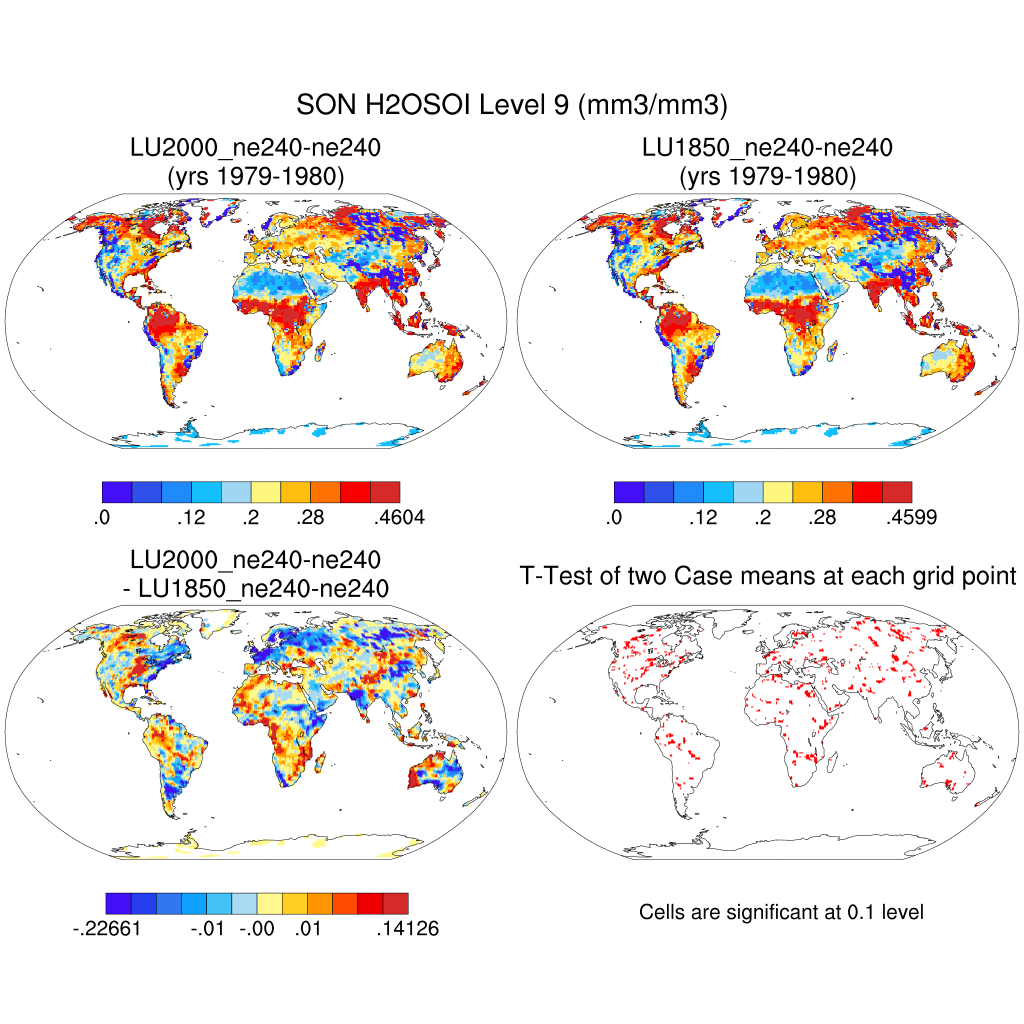 SON H2OSOI Level 9 (mm3/mm3)
LU2000_ne240-ne240
(yrs 1979-1980)
LU1850_ne240-ne240
(yrs 1979-1980)
.0 .12 .2 .28 .4604
.0 .12 .2 .28 .4599
LU2000_ne240-ne240
- LU1850_ne240-ne240
T-Test of two Case means at each grid point
-.22661 -.01 -.00 .01 .14126
Cells are significant at 0.1 level